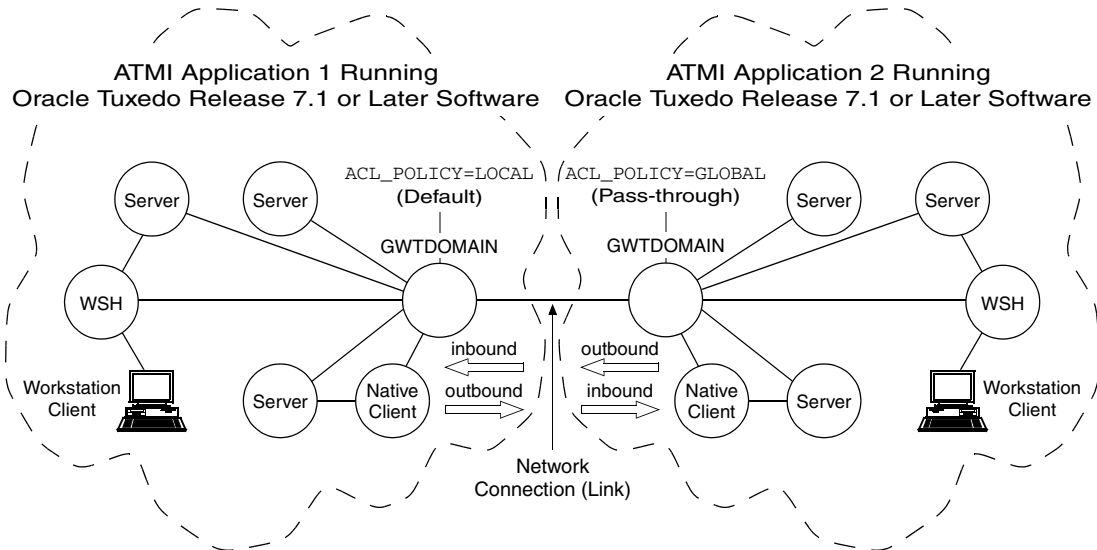 ATMI Application 1 Running
Oracle Tuxedo Release 7.1 or Later Software
ATMI Application 2 Running
Oracle Tuxedo Release 7.1 or Later Software
ACL_POLICY=LOCAL
(Default)
ACL_POLICY=GLOBAL
(Pass-through)
Server
Server
Server
Server
GWTDOMAIN
GWTDOMAIN
WSH
WSH
inbound
outbound
outbound
inbound
Workstation
Client
Server
Native
Client
Native
Client
Server
Workstation
Client
Network
Connection (Link)